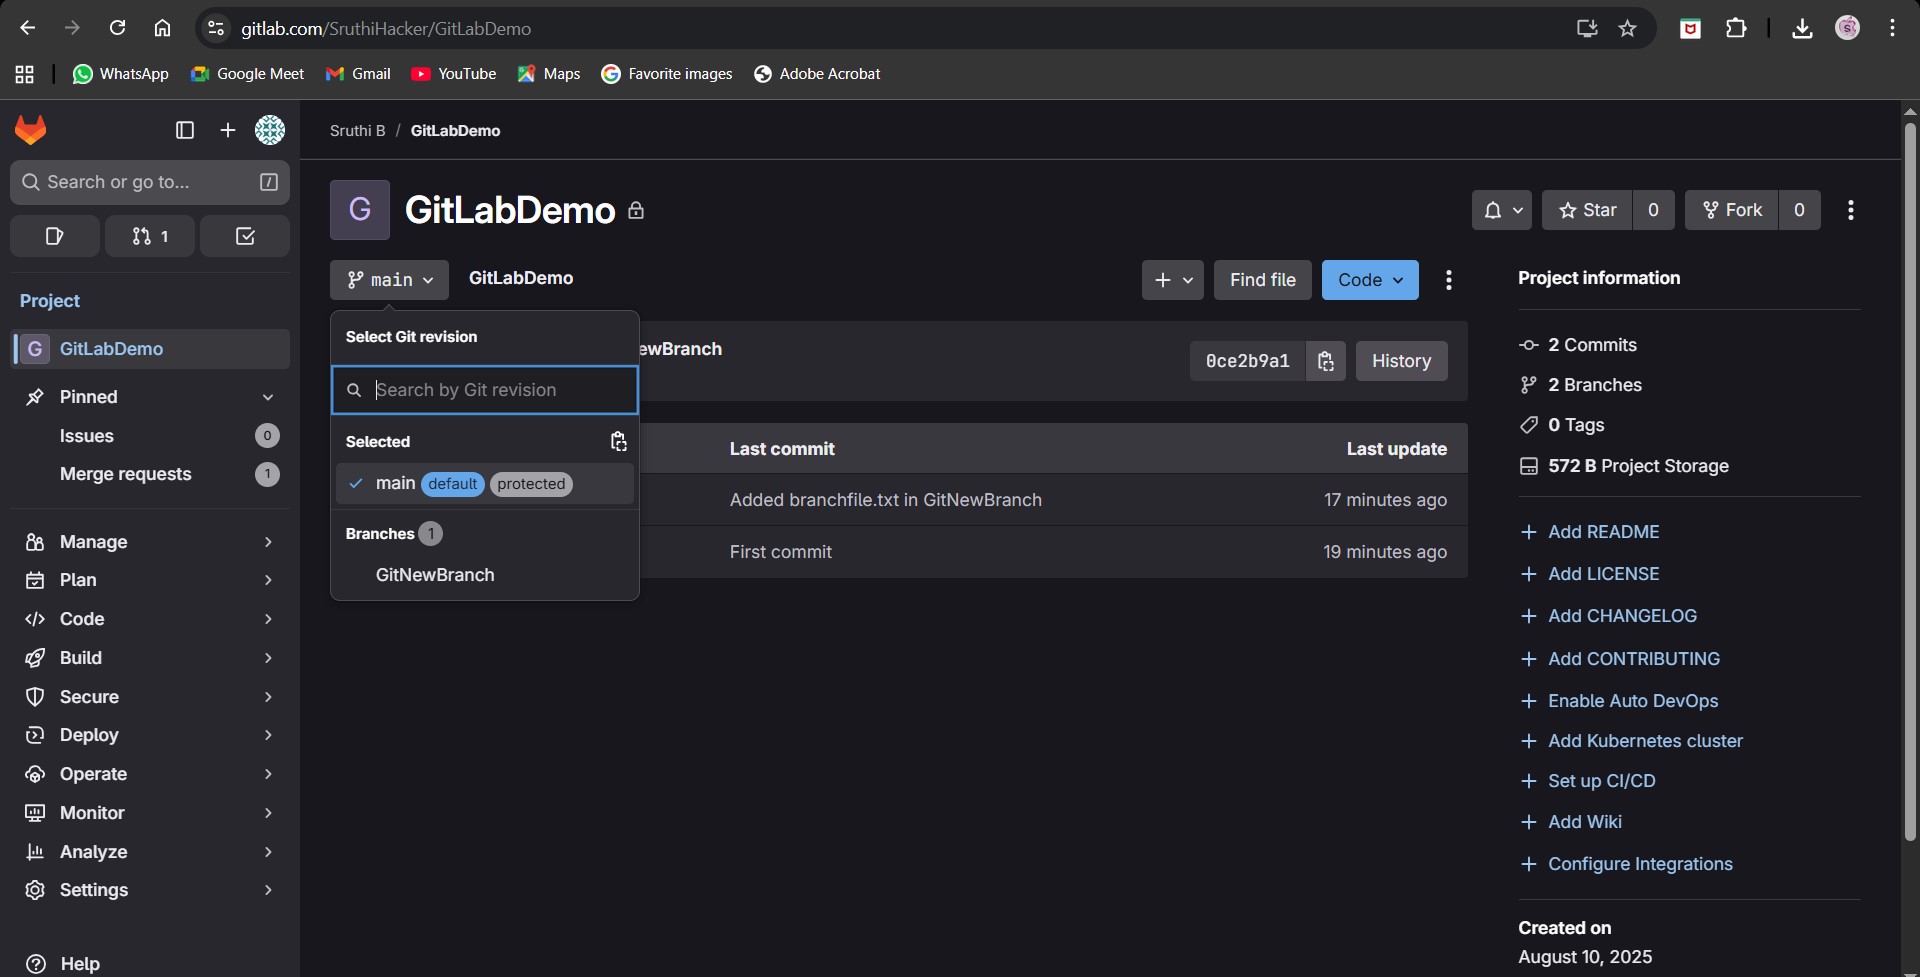 gitlab.com/SruthiHacker/GitLabDemo
WhatsApp Google Meet Gmail YouTube Maps Favorite images Adobe Acrobat
Sruthi B / GitLabDemo
Search or go to... /
1
Project
G GitLabDemo
Pinned
Issues 0
Merge requests 1
Manage
Plan
Code
Build
Secure
Deploy
Operate
Monitor
Analyze
Settings
Help
G GitLabDemo
Star 0 Fork 0
main GitLabDemo
Find file Code
Select Git revision
Search by Git revision
Selected
main default protected
Branches 1
GitNewBranch
ewBranch
0ce2b9a1 History
Last commit Last update
Added branchfile.txt in GitNewBranch 17 minutes ago
First commit 19 minutes ago
Project information
2 Commits
2 Branches
0 Tags
572 B Project Storage
Add README
Add LICENSE
Add CHANGELOG
Add CONTRIBUTING
Enable Auto DevOps
Add Kubernetes cluster
Set up CI/CD
Add Wiki
Configure Integrations
Created on
August 10, 2025